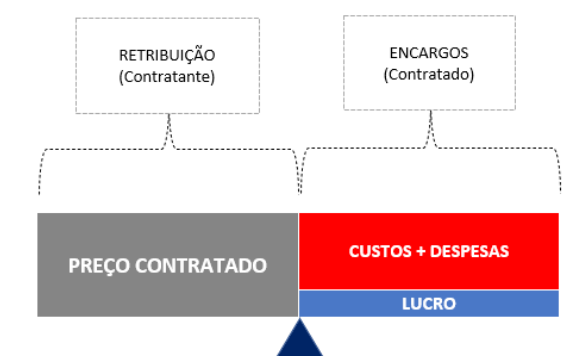 RETRIBUIÇÃO
(Contratante)
ENCARGOS
(Contratado)
PREÇO CONTRATADO
CUSTOS + DESPESAS
LUCRO